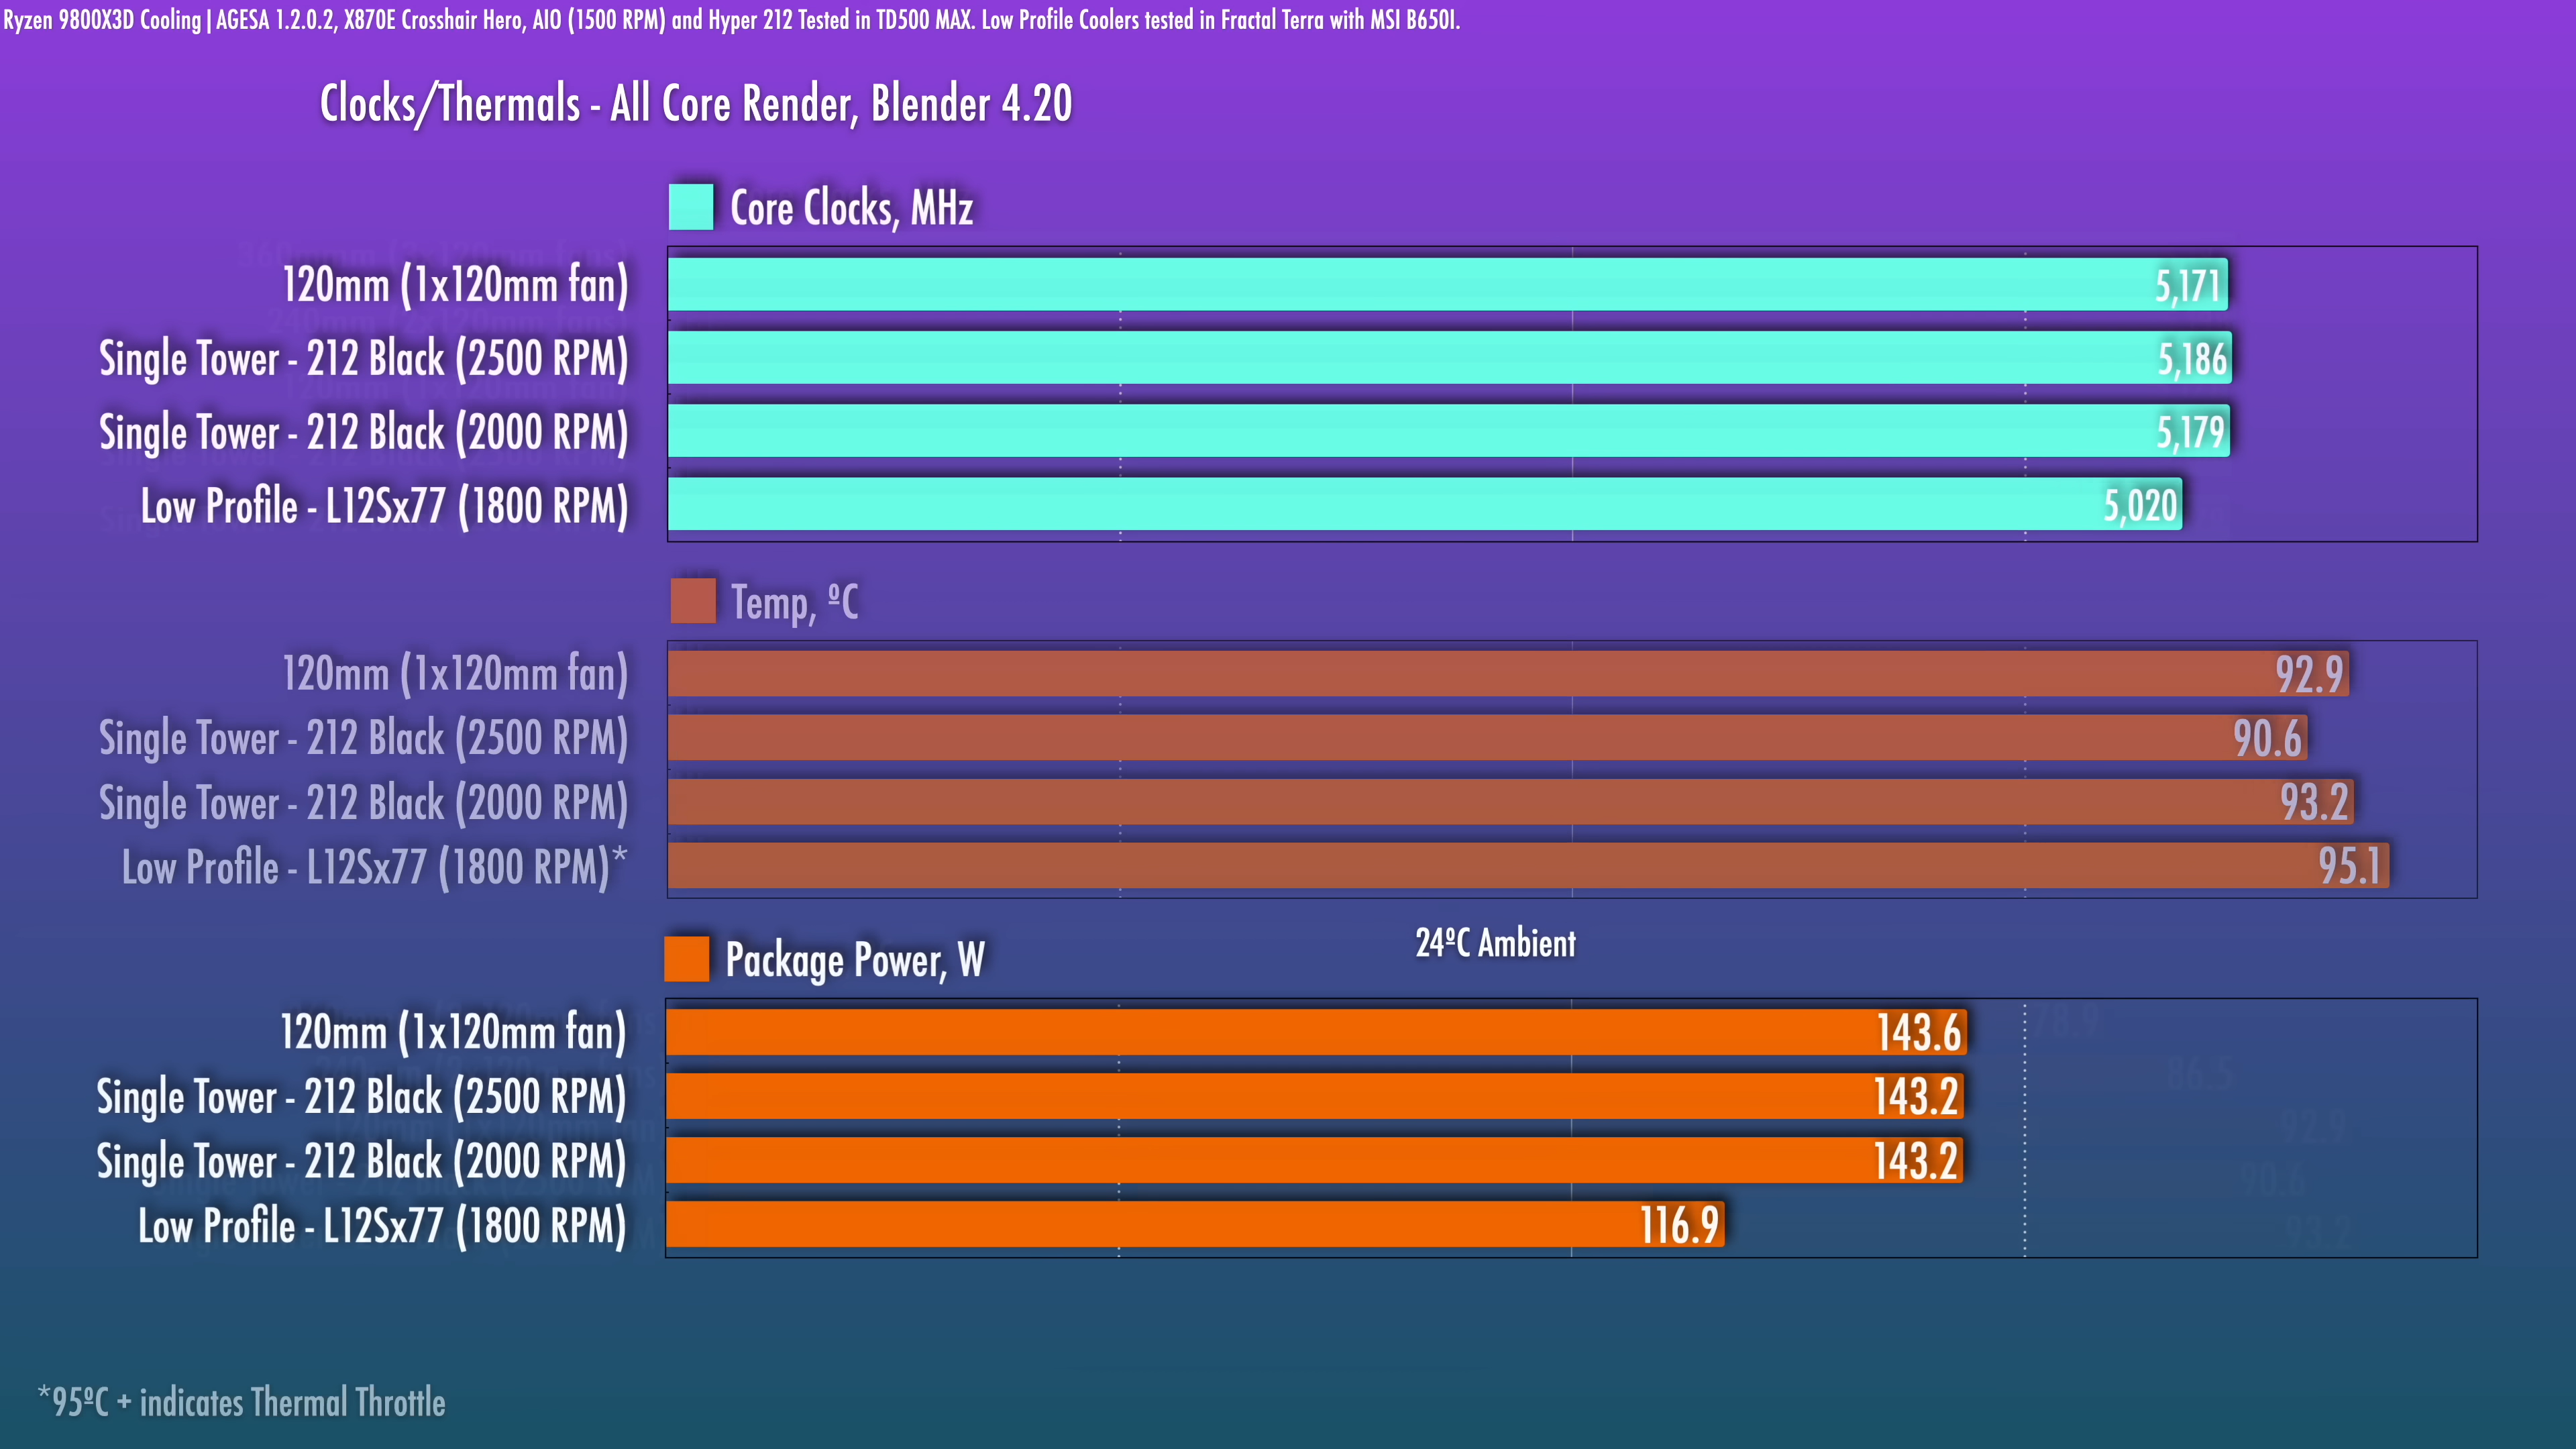 Ryzen 9800X3D Cooling | AGESA 1.2.0.2, X870E Crosshair Hero, AIO (1500 RPM) and Hyper 212 Tested in TD500 MAX. Low Profile Coolers tested in Fractal Terra with MSI B650I.
Clocks/Thermals - All Core Render, Blender 4.20
Core Clocks, MHz
120mm (1x120mm fan) 5,171
Single Tower - 212 Black (2500 RPM) 5,186
Single Tower - 212 Black (2000 RPM) 5,179
Low Profile - L12Sx77 (1800 RPM) 5,020
Temp, ºC
120mm (1x120mm fan) 92.9
Single Tower - 212 Black (2500 RPM) 90.6
Single Tower - 212 Black (2000 RPM) 93.2
Low Profile - L12Sx77 (1800 RPM)* 95.1
24ºC Ambient
Package Power, W
120mm (1x120mm fan) 143.6
Single Tower - 212 Black (2500 RPM) 143.2
Single Tower - 212 Black (2000 RPM) 143.2
Low Profile - L12Sx77 (1800 RPM) 116.9
*95ºC + indicates Thermal Throttle